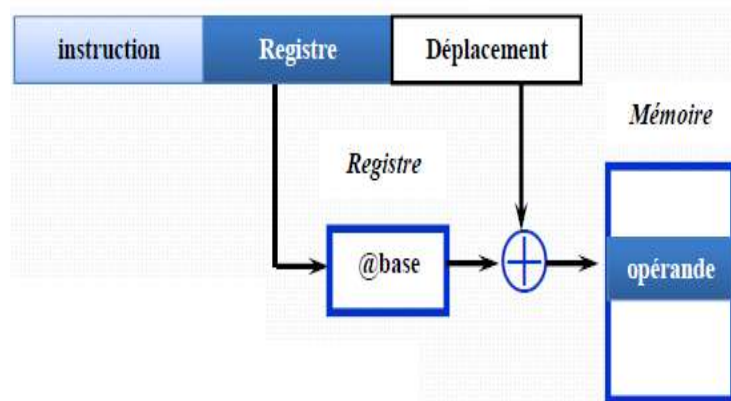 instruction Registre Déplacement
Mémoire
Registre
@base
opérande